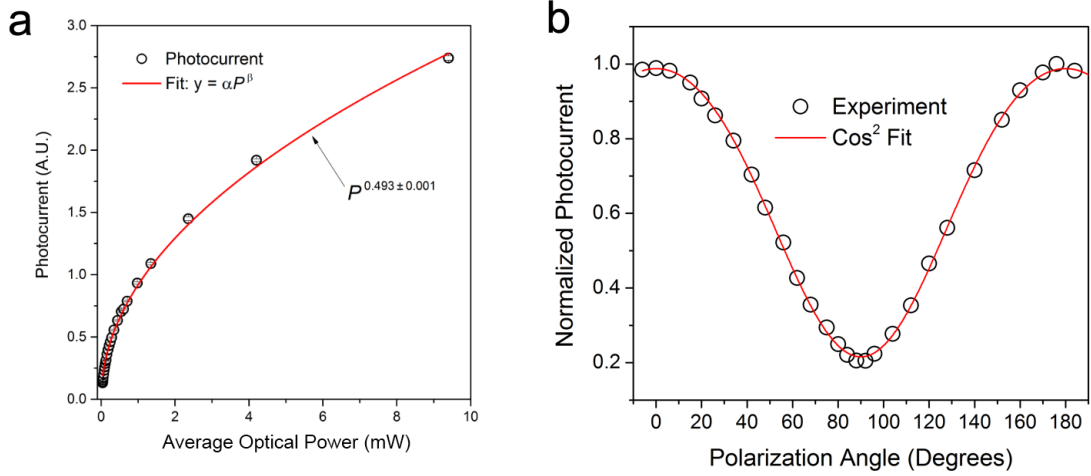 a
3.0
2.5
2.0
1.5
1.0
0.5
0.0
Photocurrent (A.U.)
Photocurrent
Fit: y = αP^β
P^0.493 ± 0.001
0 2 4 6 8 10
Average Optical Power (mW)
b
1.0
0.8
0.6
0.4
0.2
Normalized Photocurrent
Experiment
Cos² Fit
0 20 40 60 80 100 120 140 160 180
Polarization Angle (Degrees)